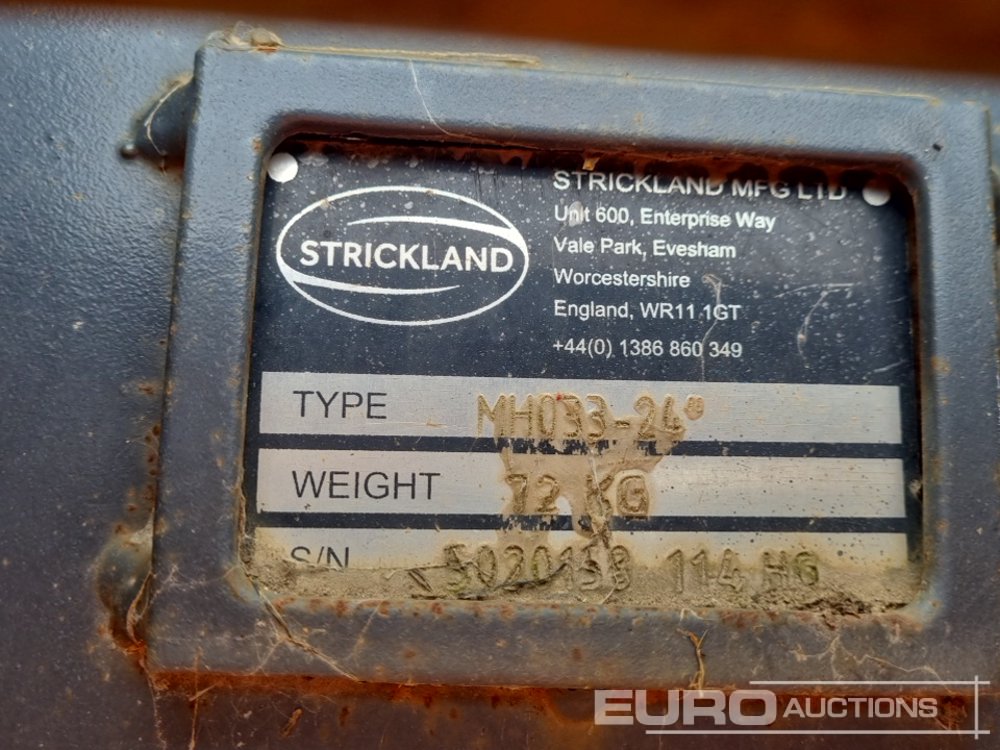 STRICKLAND
STRICKLAND MFG LTD
Unit 600, Enterprise Way
Vale Park, Evesham
Worcestershire
England, WR11 1GT
+44(0) 1386 860 349
TYPE MH033-24"
WEIGHT 72 KG
S/N 114 HG
EURO AUCTIONS